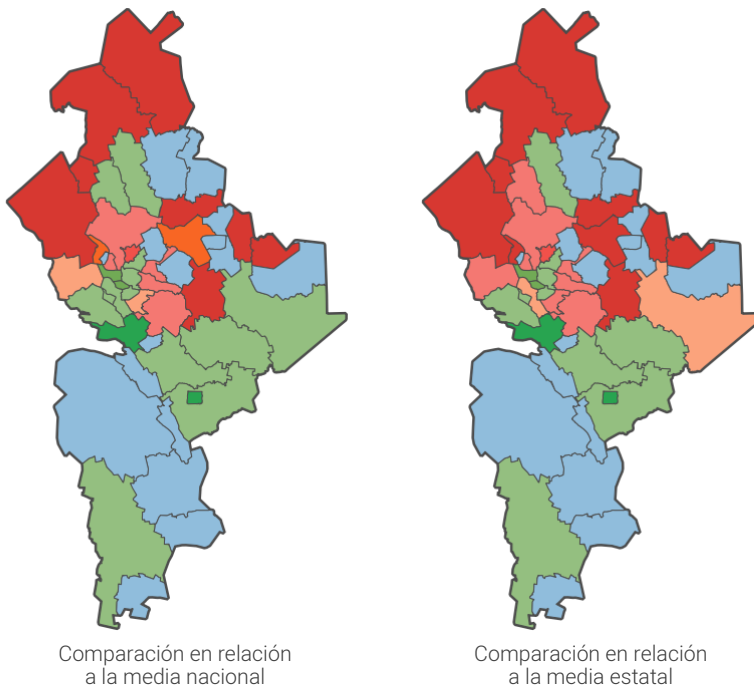 Comparación en relación
a la media nacional
Comparación en relación
a la media estatal